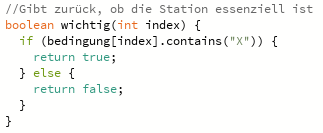 //Gibt zurück, ob die Station essenziell ist
boolean wichtig(int index) {
  if (bedingung[index].contains("X")) {
    return true;
  } else {
    return false;
  }
}